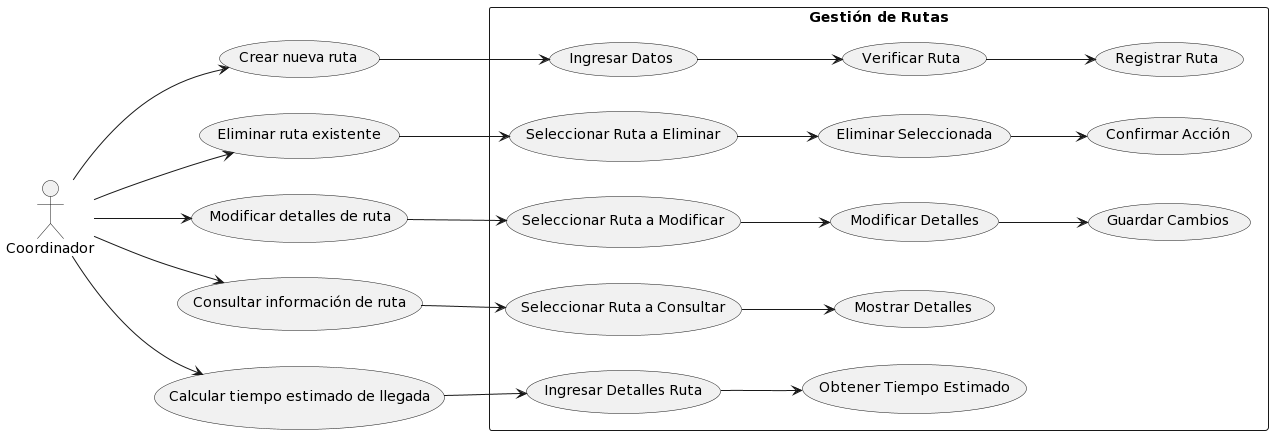 Gestión de Rutas
Crear nueva ruta
Ingresar Datos
Verificar Ruta
Registrar Ruta
Eliminar ruta existente
Seleccionar Ruta a Eliminar
Eliminar Seleccionada
Confirmar Acción
Coordinador
Modificar detalles de ruta
Seleccionar Ruta a Modificar
Modificar Detalles
Guardar Cambios
Consultar información de ruta
Seleccionar Ruta a Consultar
Mostrar Detalles
Calcular tiempo estimado de llegada
Ingresar Detalles Ruta
Obtener Tiempo Estimado